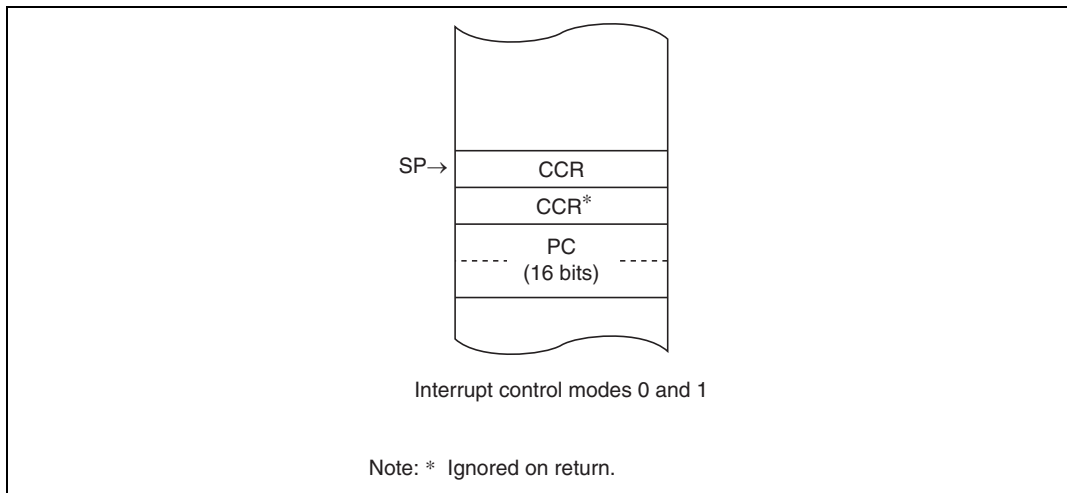 SP→ CCR
CCR*
PC
(16 bits)
Interrupt control modes 0 and 1
Note: * Ignored on return.